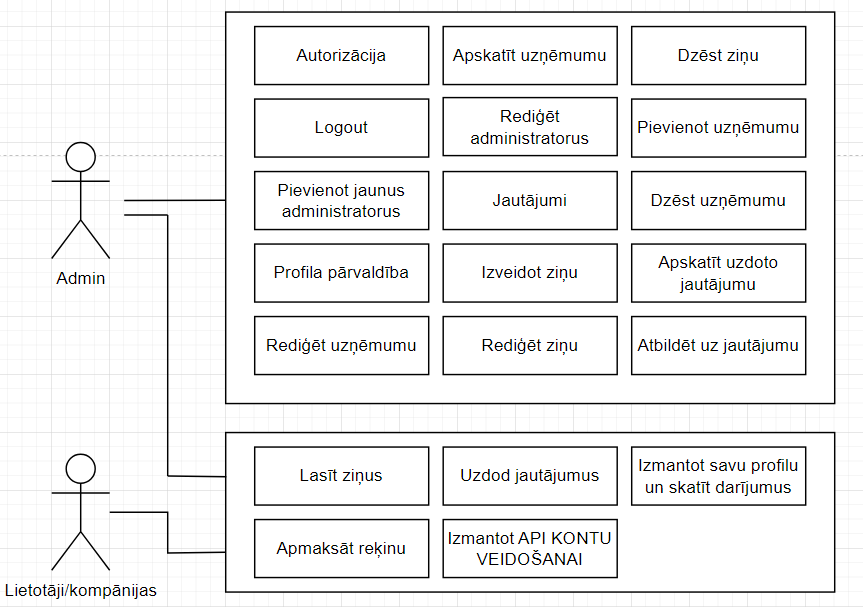 Autorizācija
Apskatīt uzņēmumu
Dzēst ziņu
Logout
Rediģēt
administratorus
Pievienot uzņēmumu
Pievienot jaunus
administratorus
Jautājumi
Dzēst uzņēmumu
Profila pārvaldība
Izveidot ziņu
Apskatīt uzdoto
jautājumu
Rediģēt uzņēmumu
Rediģēt ziņu
Atbildēt uz jautājumu
Admin
Lasīt ziņus
Uzdod jautājumus
Izmantot savu profilu
un skatīt darījumus
Apmaksāt reķinu
Izmantot API KONTU
VEIDOŠANAI
Lietotāji/kompānijas